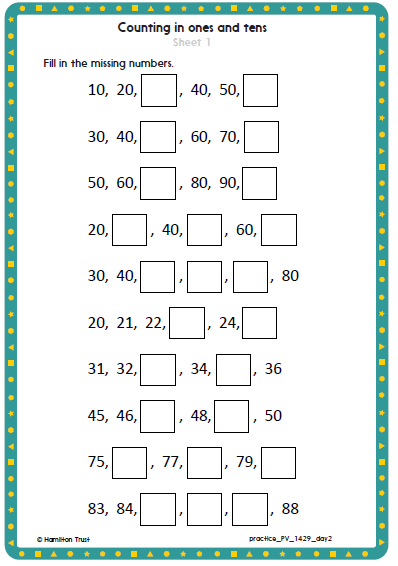 Counting in ones and tens
Sheet 1
Fill in the missing numbers.
10, 20, , 40, 50,
30, 40, , 60, 70,
50, 60, , 80, 90,
20, , 40, , 60,
30, 40, , , , 80
20, 21, 22, , 24,
31, 32, , 34, , 36
45, 46, , 48, , 50
75, , 77, , 79,
83, 84, , , , 88
© Hamilton Trust
practice_PV_1429_day2